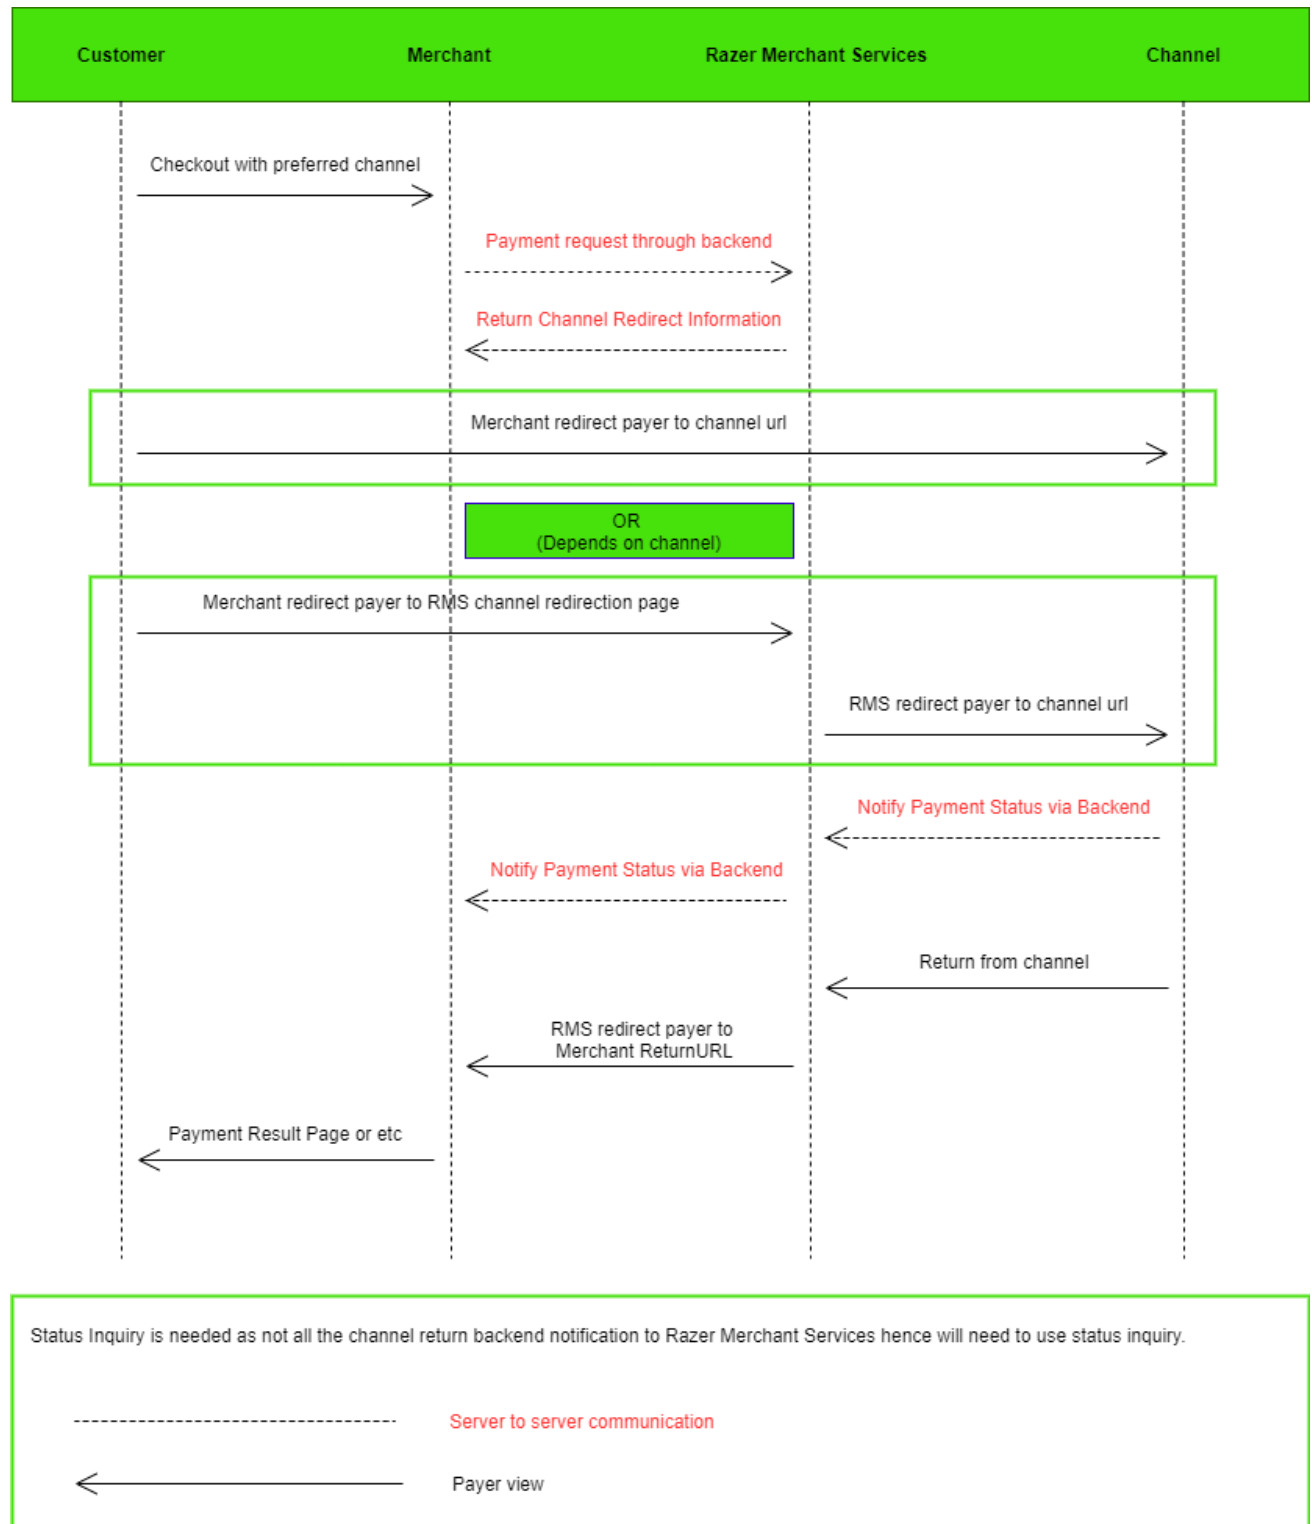 Customer
Merchant
Razer Merchant Services
Channel
Checkout with preferred channel
Payment request through backend
Return Channel Redirect Information
Merchant redirect payer to channel url
OR
(Depends on channel)
Merchant redirect payer to RMS channel redirection page
RMS redirect payer to channel url
Notify Payment Status via Backend
Notify Payment Status via Backend
Return from channel
RMS redirect payer to
Merchant ReturnURL
Payment Result Page or etc
Status Inquiry is needed as not all the channel return backend notification to Razer Merchant Services hence will need to use status inquiry.
Server to server communication
Payer view